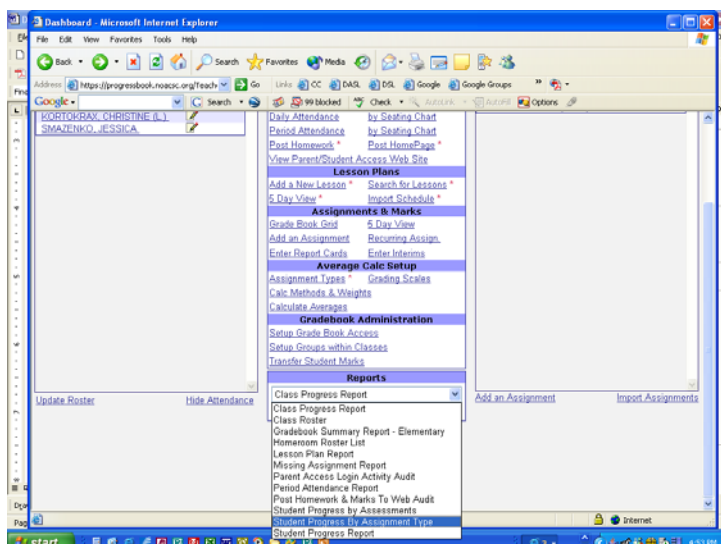 Dashboard - Microsoft Internet Explorer
File Edit View Favorites Tools Help
Back Search Favorites Media
Address https://progressbook.noacsc.org/Teach Go Links CC DASL DSL Google Google Groups »
Google Search 99 blocked Check AutoLink AutoFill Options
KORTOKRAX, CHRISTINE (L.)
SMAZENKO, JESSICA
Daily Attendance by Seating Chart
Period Attendance by Seating Chart
Post Homework * Post HomePage *
View Parent/Student Access Web Site
Lesson Plans
Add a New Lesson * Search for Lessons *
5 Day View * Import Schedule *
Assignments & Marks
Grade Book Grid 5 Day View
Add an Assignment Recurring Assign.
Enter Report Cards Enter Interims
Average Calc Setup
Assignment Types * Grading Scales
Calc Methods & Weights
Calculate Averages
Gradebook Administration
Setup Grade Book Access
Setup Groups within Classes
Transfer Student Marks
Reports
Update Roster Hide Attendance Class Progress Report Add an Assignment Import Assignments
Class Progress Report
Class Roster
Gradebook Summary Report - Elementary
Homeroom Roster List
Lesson Plan Report
Missing Assignment Report
Parent Access Login Activity Audit
Period Attendance Report
Post Homework & Marks To Web Audit
Student Progress by Assessments
Student Progress By Assignment Type
Student Progress Report
Internet
start 4:53 PM